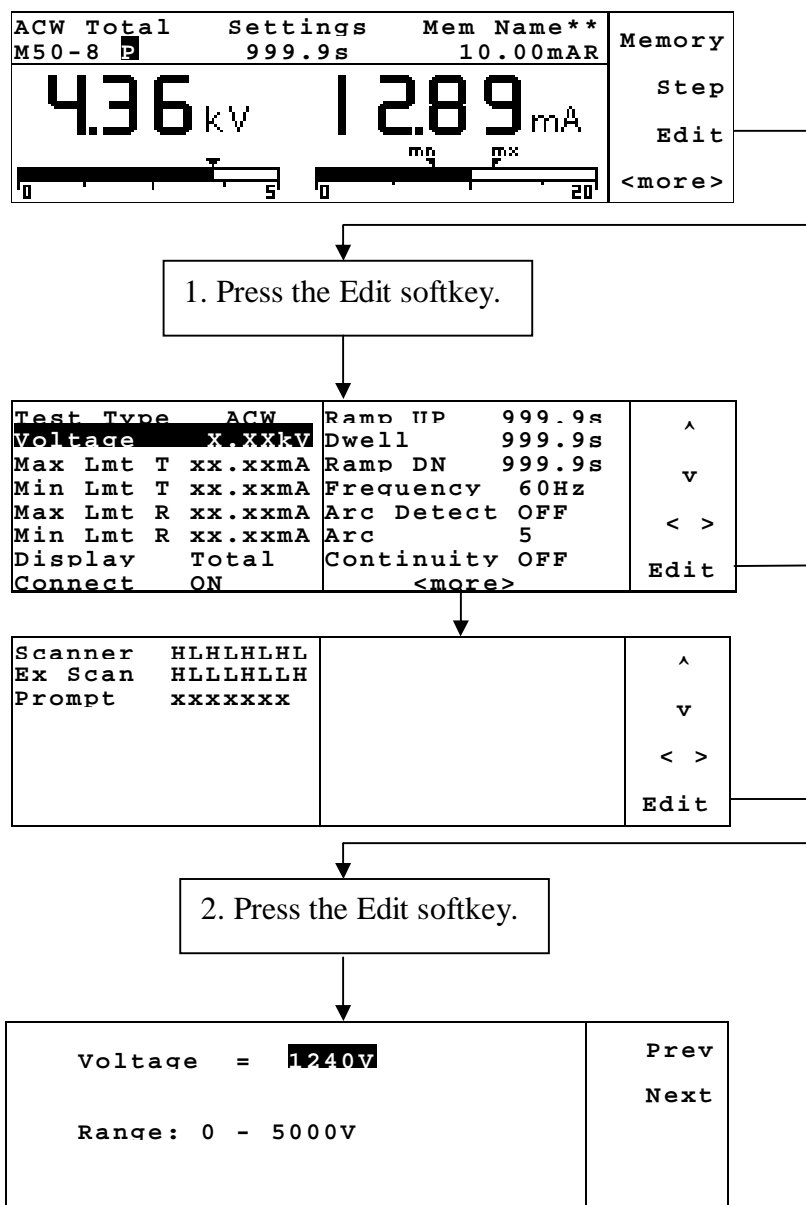 ACW Total Settings Mem Name**
M50-8 P 999.9s 10.00mAR
4.36kV 12.89mA
mn mx
0 5 0 20
Memory
Step
Edit
<more>
1. Press the Edit softkey.
Test Type ACW
Voltage X.XXkV
Max Lmt T xx.xxmA
Min Lmt T xx.xxmA
Max Lmt R xx.xxmA
Min Lmt R xx.xxmA
Display Total
Connect ON
Ramp UP 999.9s
Dwell 999.9s
Ramp DN 999.9s
Frequency 60Hz
Arc Detect OFF
Arc 5
Continuity OFF
<more>
^
v
< >
Edit
Scanner HLHLHLHL
Ex Scan HLLLHLLH
Prompt xxxxxxx
^
v
< >
Edit
2. Press the Edit softkey.
Voltage = 1240V
Range: 0 - 5000V
Prev
Next